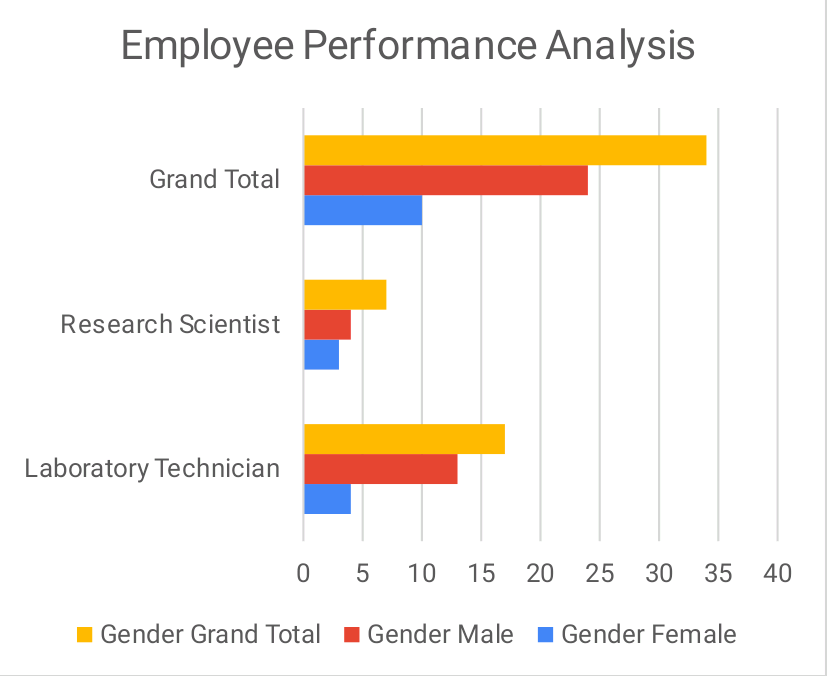 Employee Performance Analysis
Grand Total
Research Scientist
Laboratory Technician
0 5 10 15 20 25 30 35 40
Gender Grand Total Gender Male Gender Female